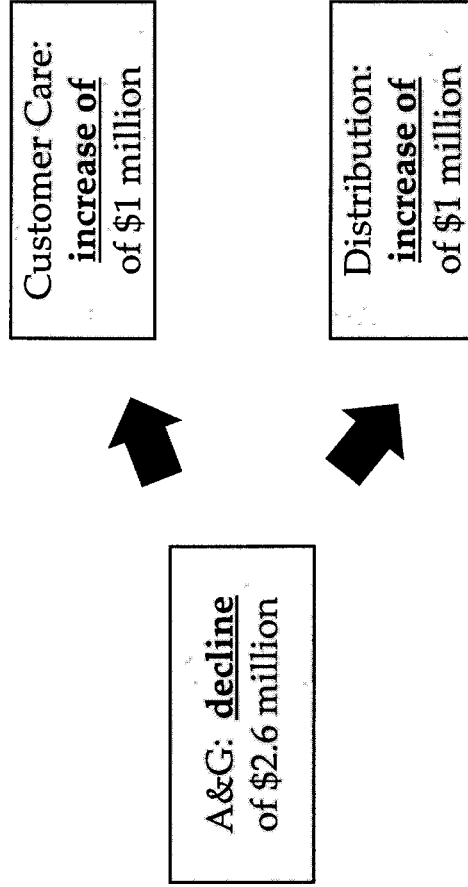 A&G: decline
of $2.6 million
Customer Care:
increase of
of $1 million
Distribution:
increase of
of $1 million